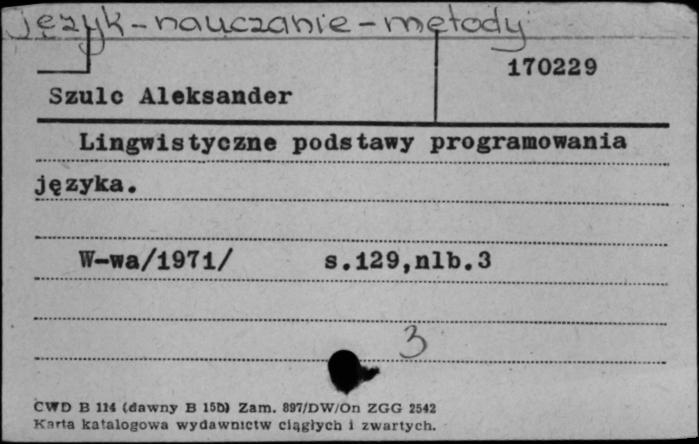 język-nauczanie-metody
170229
Szulc Aleksander
Lingwistyczne podstawy programowania
języka.
W-wa/1971/ s.129,nlb.3
3
CWD B 114 (dawny B 15b) Zam. 897/DW/On ZGG 2542
Karta katalogowa wydawnictw ciągłych i zwartych.